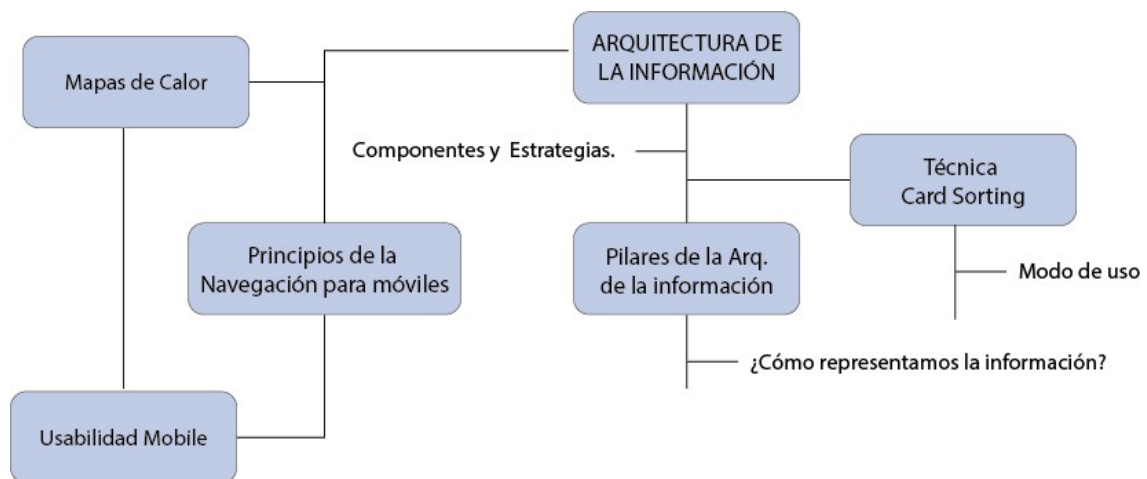 ARQUITECTURA DE
LA INFORMACIÓN
Mapas de Calor
Componentes y Estrategias.
Técnica
Card Sorting
Principios de la
Navegación para móviles
Pilares de la Arq.
de la información
Modo de uso
¿Cómo representamos la información?
Usabilidad Mobile